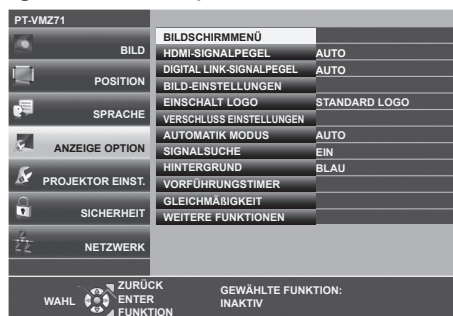 PT-VMZ71
BILD
POSITION
SPRACHE
ANZEIGE OPTION
PROJEKTOR EINST.
SICHERHEIT
NETZWERK
BILDSCHIRMMENÜ
HDMI-SIGNALPEGEL AUTO
DIGITAL LINK-SIGNALPEGEL AUTO
BILD-EINSTELLUNGEN
EINSCHALT LOGO STANDARD LOGO
VERSCHLUSS EINSTELLUNGEN
AUTOMATIK MODUS AUTO
SIGNALSUCHE EIN
HINTERGRUND BLAU
VORFÜHRUNGSTIMER
GLEICHMÄßIGKEIT
WEITERE FUNKTIONEN
WAHL
ZURÜCK
ENTER
FUNKTION
GEWÄHLTE FUNKTION:
INAKTIV